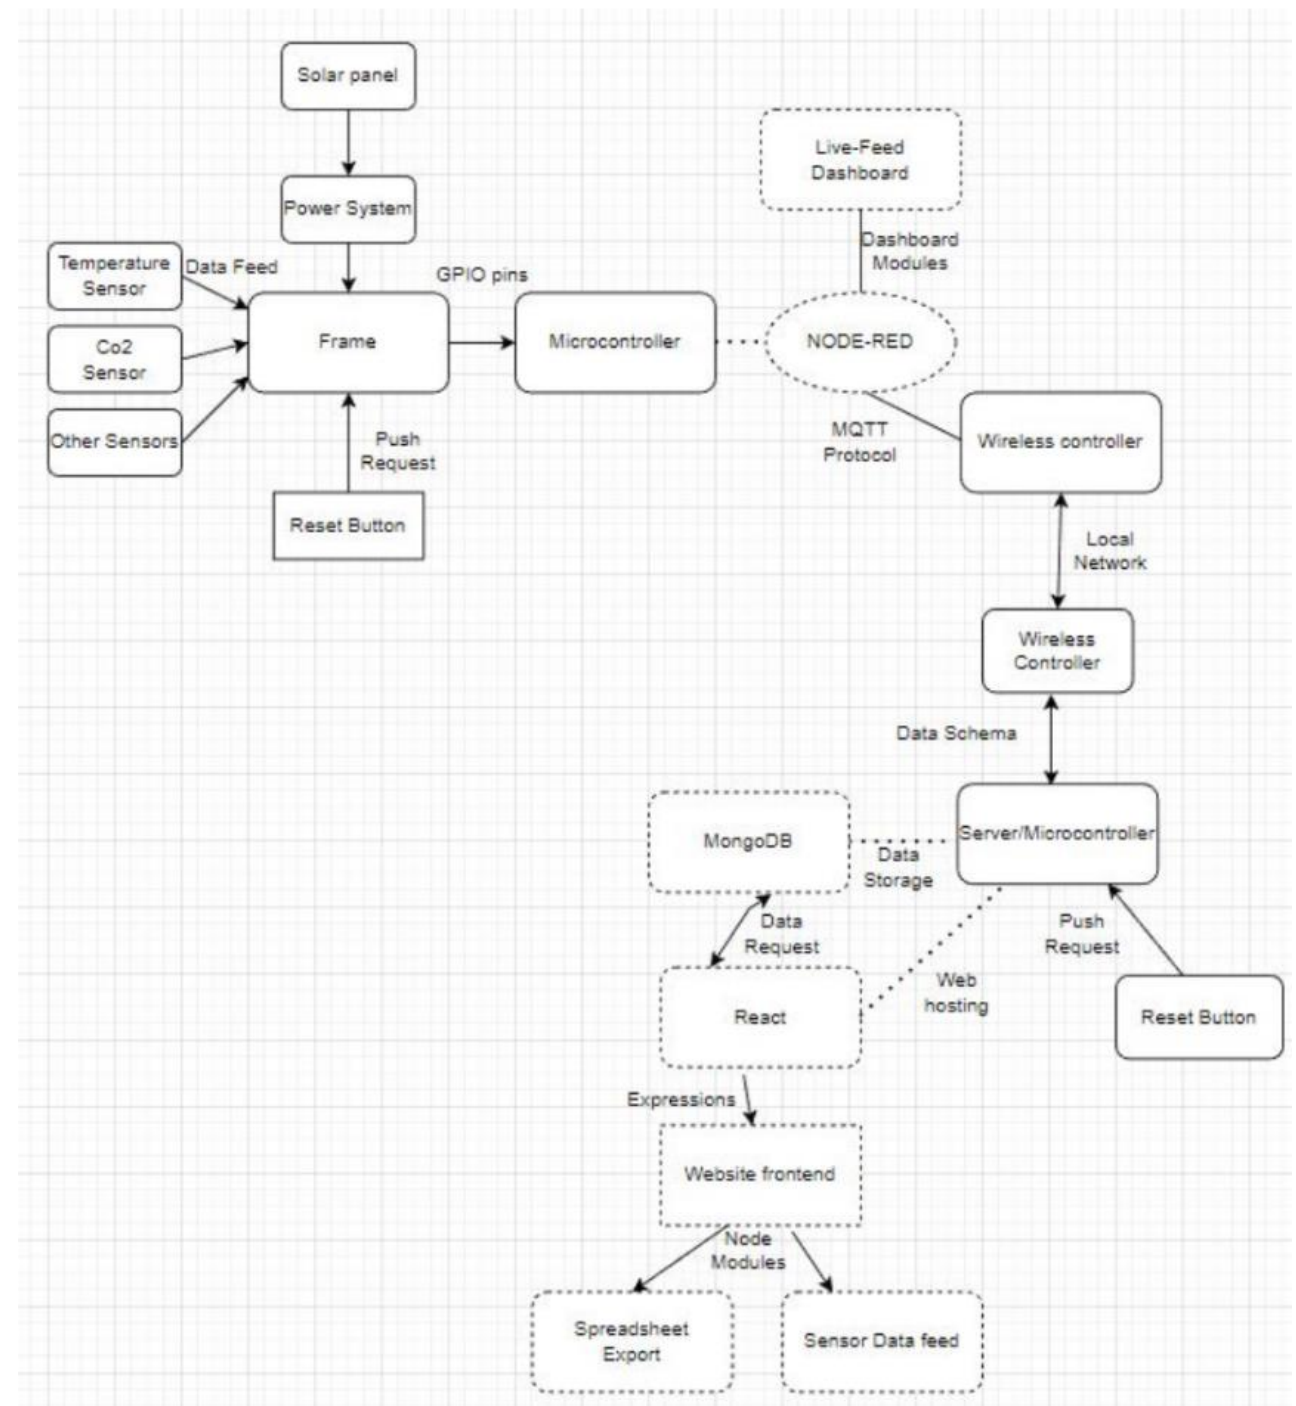 Solar panel
Live-Feed
Dashboard
Power System
Dashboard
Modules
Temperature
Sensor
Data Feed
GPIO pins
Co2
Sensor
Frame
Microcontroller
NODE-RED
Other Sensors
Push
Request
MQTT
Protocol
Wireless controller
Reset Button
Local
Network
Wireless
Controller
Data Schema
MongoDB
Data
Storage
Server/Microcontroller
Data
Request
Push
Request
React
Web
hosting
Reset Button
Expressions
Website frontend
Node
Modules
Spreadsheet
Export
Sensor Data feed